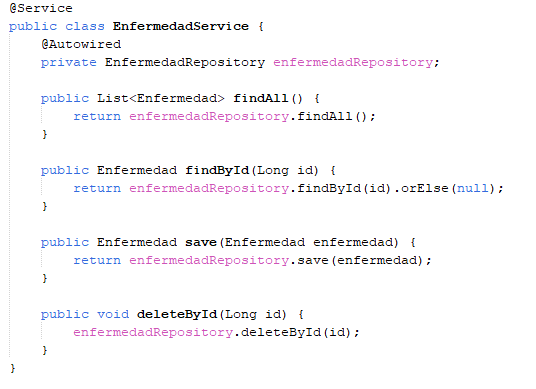 @Service
public class EnfermedadService {
    @Autowired
    private EnfermedadRepository enfermedadRepository;

    public List<Enfermedad> findAll() {
        return enfermedadRepository.findAll();
    }

    public Enfermedad findById(Long id) {
        return enfermedadRepository.findById(id).orElse(null);
    }

    public Enfermedad save(Enfermedad enfermedad) {
        return enfermedadRepository.save(enfermedad);
    }

    public void deleteById(Long id) {
        enfermedadRepository.deleteById(id);
    }
}